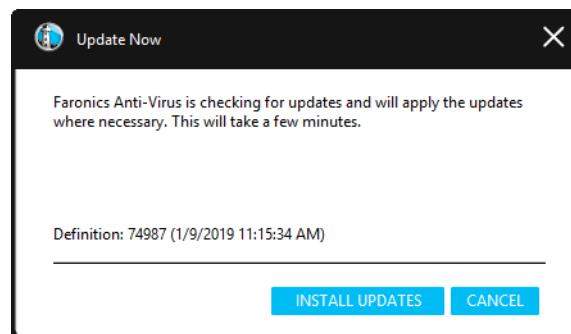 Update Now
Faronics Anti-Virus is checking for updates and will apply the updates
where necessary. This will take a few minutes.
Definition: 74987 (1/9/2019 11:15:34 AM)
INSTALL UPDATES
CANCEL